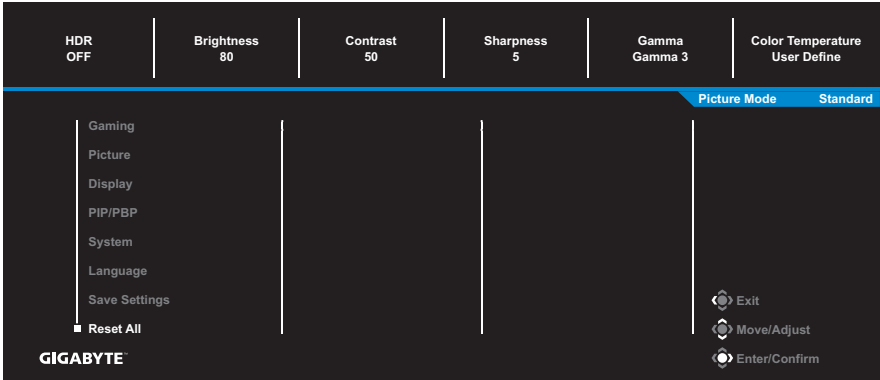 HDR
OFF
Brightness
80
Contrast
50
Sharpness
5
Gamma
Gamma 3
Color Temperature
User Define
Picture Mode Standard
Gaming
Picture
Display
PIP/PBP
System
Language
Save Settings
Reset All
Exit
Move/Adjust
Enter/Confirm
GIGABYTE™